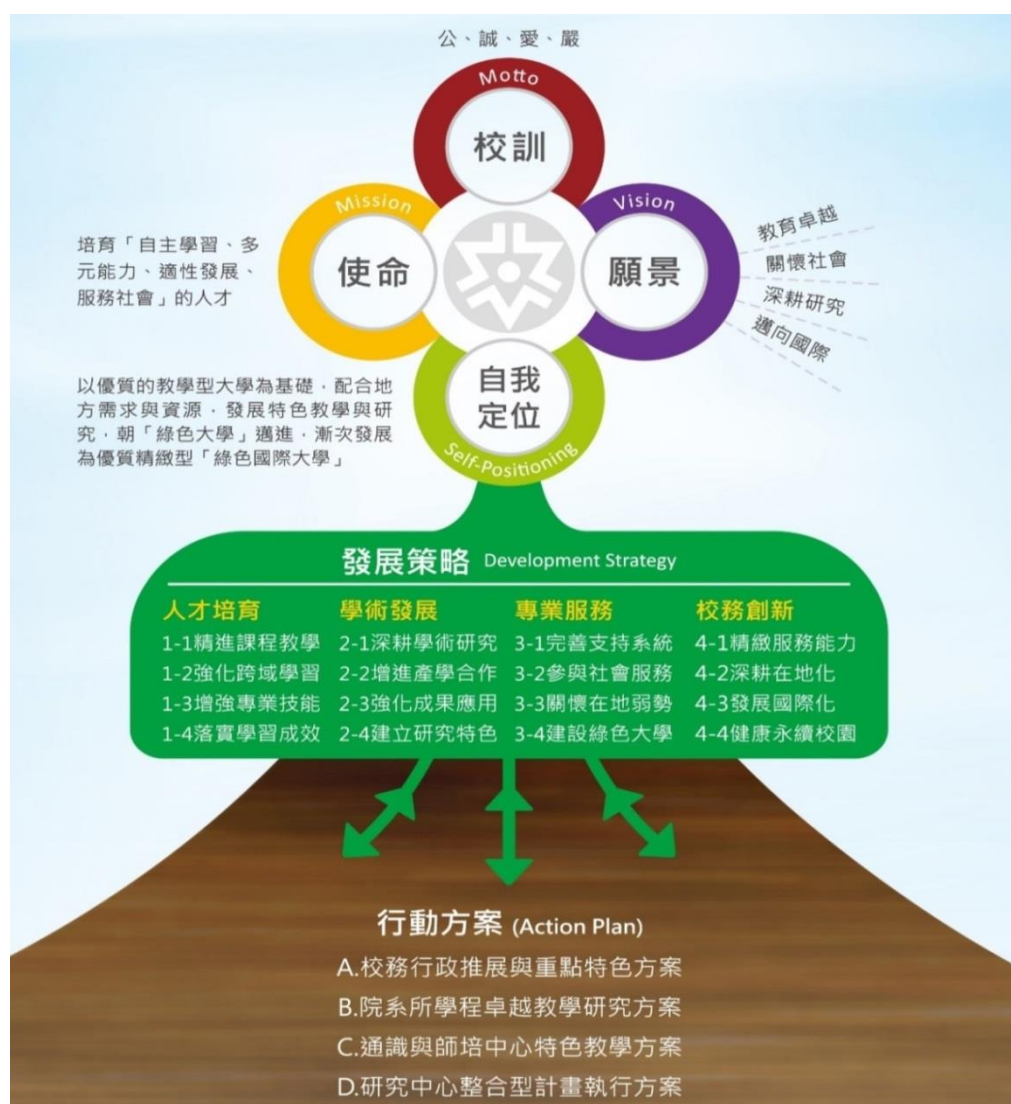 公、誠、愛、嚴
Motto
校訓
Mission
使命
Vision
願景
教育卓越
關懷社會
深耕研究
邁向國際
培育「自主學習、多
元能力、適性發展、
服務社會」的人才
自我
定位
Self-Positioning
以優質的教學型大學為基礎，配合地
方需求與資源，發展特色教學與研
究，朝「綠色大學」邁進，漸次發展
為優質精緻型「綠色國際大學」
發展策略 Development Strategy
人才培育
1-1精進課程教學
1-2強化跨域學習
1-3增強專業技能
1-4落實學習成效
學術發展
2-1深耕學術研究
2-2增進產學合作
2-3強化成果應用
2-4建立研究特色
專業服務
3-1完善支持系統
3-2參與社會服務
3-3關懷在地弱勢
3-4建設綠色大學
校務創新
4-1精緻服務能力
4-2深耕在地化
4-3發展國際化
4-4健康永續校園
行動方案 (Action Plan)
A.校務行政推展與重點特色方案
B.院系所學程卓越教學研究方案
C.通識與師培中心特色教學方案
D.研究中心整合型計畫執行方案